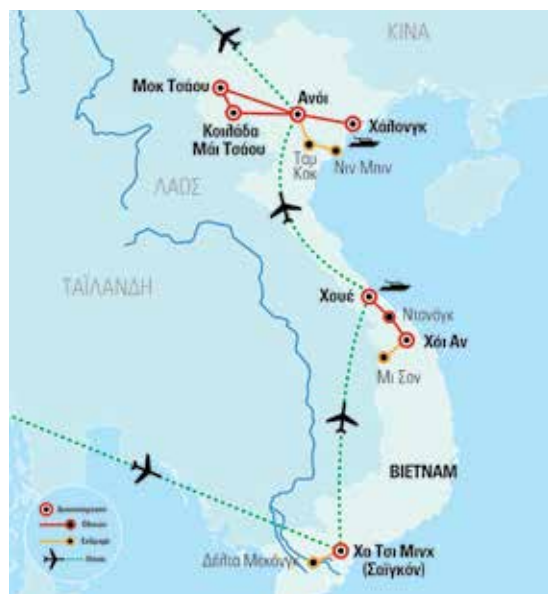 ΚΙΝΑ
Μοκ Τσάου
Ανόι
Χάλονγκ
Κοιλάδα
Μάι Τσάου
Ταμ
Κοκ
Νιν Μπιν
ΛΑΟΣ
ΤΑΪΛΑΝΔΗ
Χουέ
Ντανάνγκ
Χόι Αν
Μι Σον
ΒΙΕΤΝΑΜ
Χο Τσι Μινχ
(Σαϊγκόν)
Δέλτα Μεκόνγκ